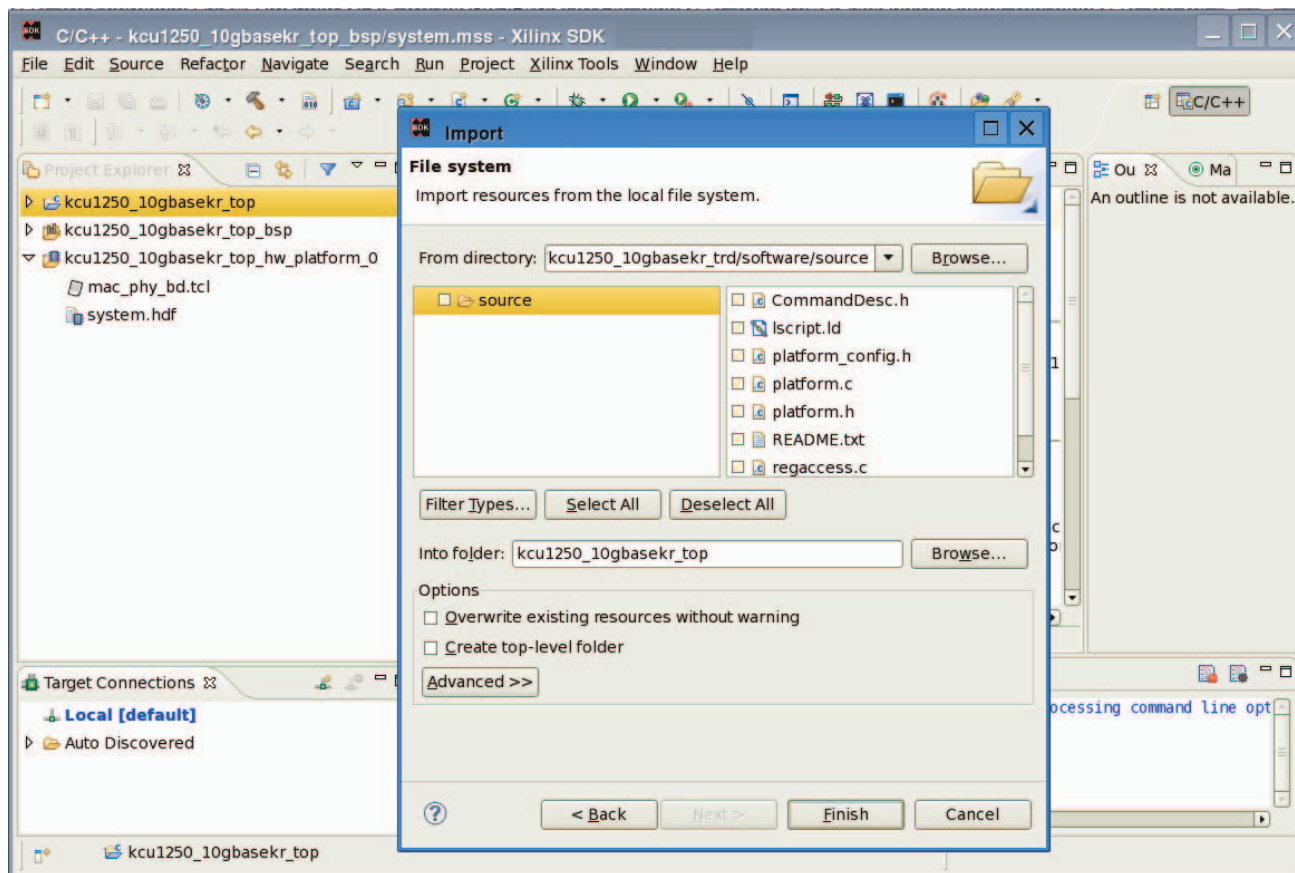 C/C++ - kcu1250_10gbasekr_top_bsp/system.mss - Xilinx SDK
File Edit Source Refactor Navigate Search Run Project Xilinx Tools Window Help
C/C++
Import
Project Explorer
File system
Import resources from the local file system.
Ou
Ma
kcu1250_10gbasekr_top
An outline is not available.
kcu1250_10gbasekr_top_bsp
kcu1250_10gbasekr_top_hw_platform_0
From directory: kcu1250_10gbasekr_trd/software/source Browse...
mac_phy_bd.tcl
system.hdf
source
CommandDesc.h
lscript.ld
platform_config.h
platform.c
platform.h
README.txt
regaccess.c
Filter Types... Select All Deselect All
Into folder: kcu1250_10gbasekr_top Browse...
Options
Overwrite existing resources without warning
Create top-level folder
Advanced >>
Target Connections
Local [default]
Auto Discovered
ocessing command line opt
< Back Next > Finish Cancel
kcu1250_10gbasekr_top